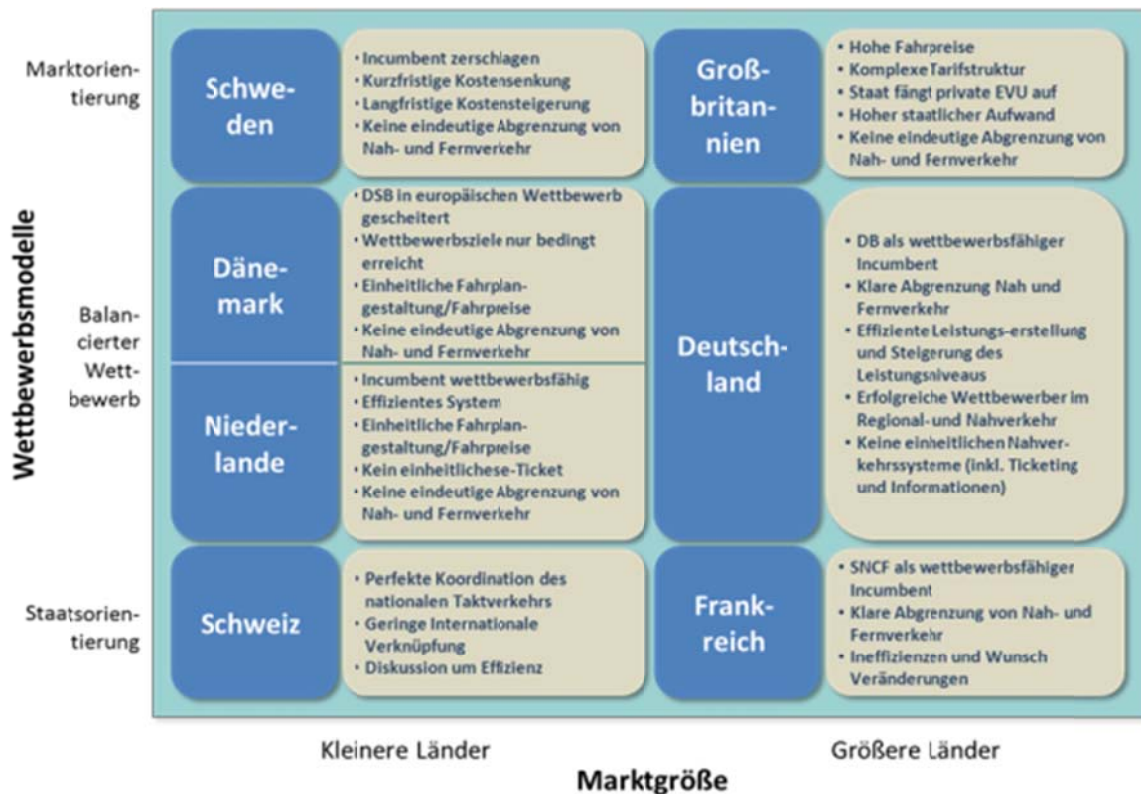 Wettbewerbsmodelle
Marktorien-
tierung
Schwe-
den
• Incumbent zerschlagen
• Kurzfristige Kostensenkung
• Langfristige Kostensteigerung
• Keine eindeutige Abgrenzung von
Nah- und Fernverkehr
Groß-
britan-
nien
• Hohe Fahrpreise
• Komplexe Tarifstruktur
• Staat fängt private EVU auf
• Hoher staatlicher Aufwand
• Keine eindeutige Abgrenzung von
Nah- und Fernverkehr
Balan-
cierter
Wett-
bewerb
Däne-
mark
• DSB in europäischen Wettbewerb
gescheitert
• Wettbewerbsziele nur bedingt
erreicht
• Einheitliche Fahrplan-
gestaltung/Fahrpreise
• Keine eindeutige Abgrenzung von
Nah- und Fernverkehr
Nieder-
lande
• Incumbent wettbewerbsfähig
• Effizientes System
• Einheitliche Fahrplan-
gestaltung/Fahrpreise
• Kein einheitlichese-Ticket
• Keine eindeutige Abgrenzung von
Nah- und Fernverkehr
Deutsch-
land
• DB als wettbewerbsfähiger
Incumbent
• Klare Abgrenzung Nah und
Fernverkehr
• Effiziente Leistungs-erstellung
und Steigerung des
Leistungsniveaus
• Erfolgreiche Wettbewerber im
Regional-und Nahverkehr
• Keine einheitlichen Nahver-
kehrssysteme (inkl. Ticketing
und Informationen)
Staatsorien-
tierung
Schweiz
• Perfekte Koordination des
nationalen Taktverkehrs
• Geringe Internationale
Verknüpfung
• Diskussion um Effizienz
Frank-
reich
• SNCF als wettbewerbsfähiger
Incumbent
• Klare Abgrenzung von Nah- und
Fernverkehr
• Ineffizienzen und Wunsch
Veränderungen
Kleinere Länder
Größere Länder
Marktgröße